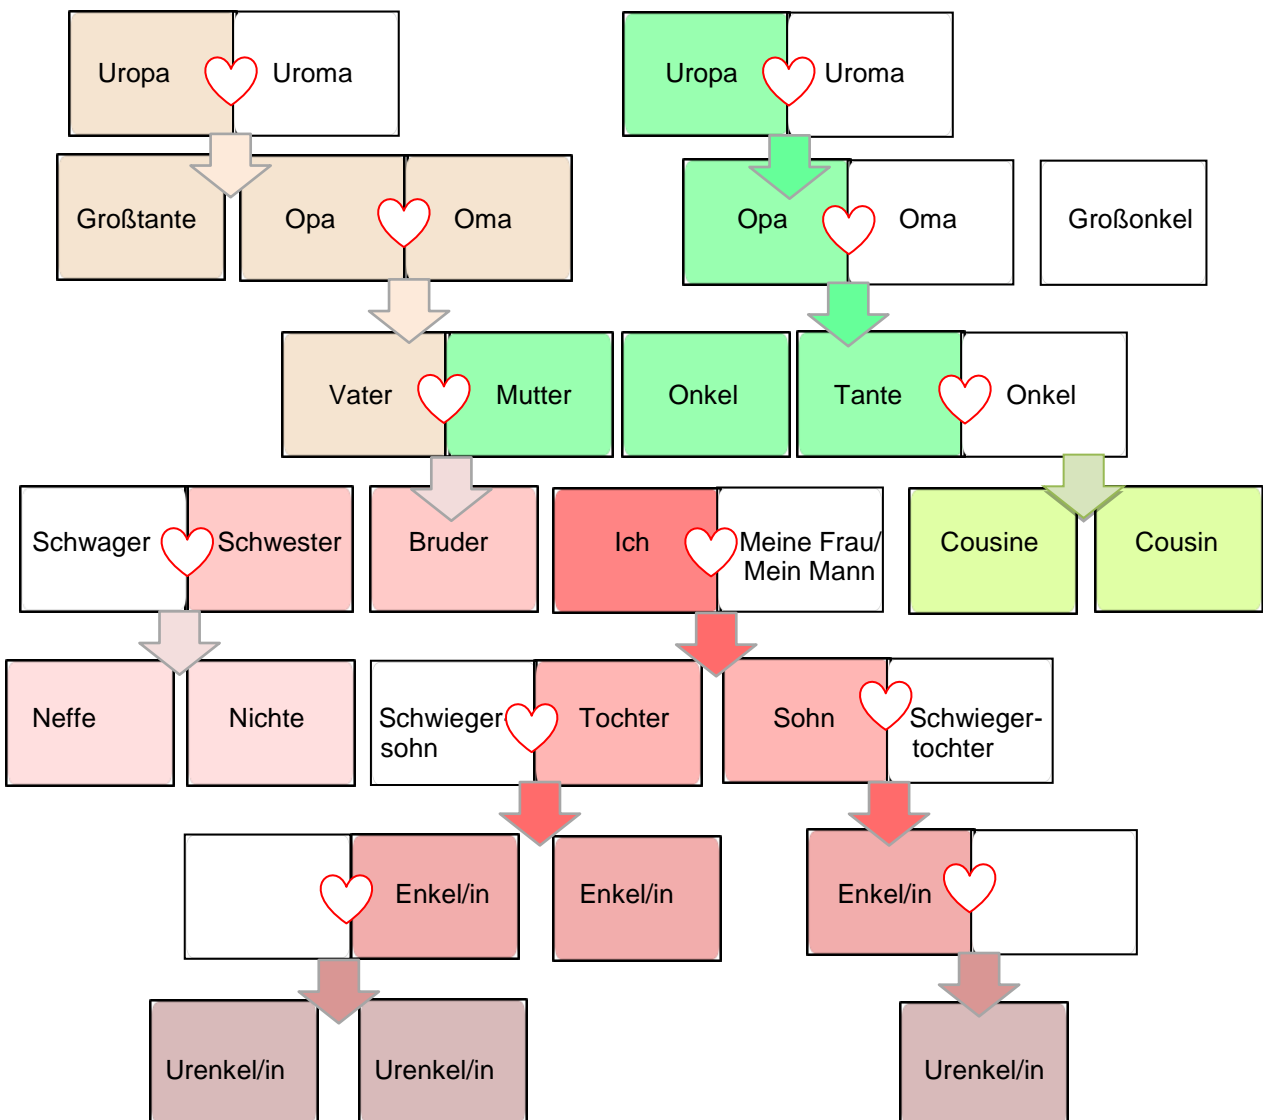 Uropa Uroma Uropa Uroma
Großtante Opa Oma Opa Oma Großonkel
Vater Mutter Onkel Tante Onkel
Schwager Schwester Bruder Ich Meine Frau/
Mein Mann
Cousine Cousin
Neffe Nichte
Schwieger-
sohn
Tochter Sohn
Schwieger-
tochter
Enkel/in Enkel/in Enkel/in
Urenkel/in Urenkel/in Urenkel/in